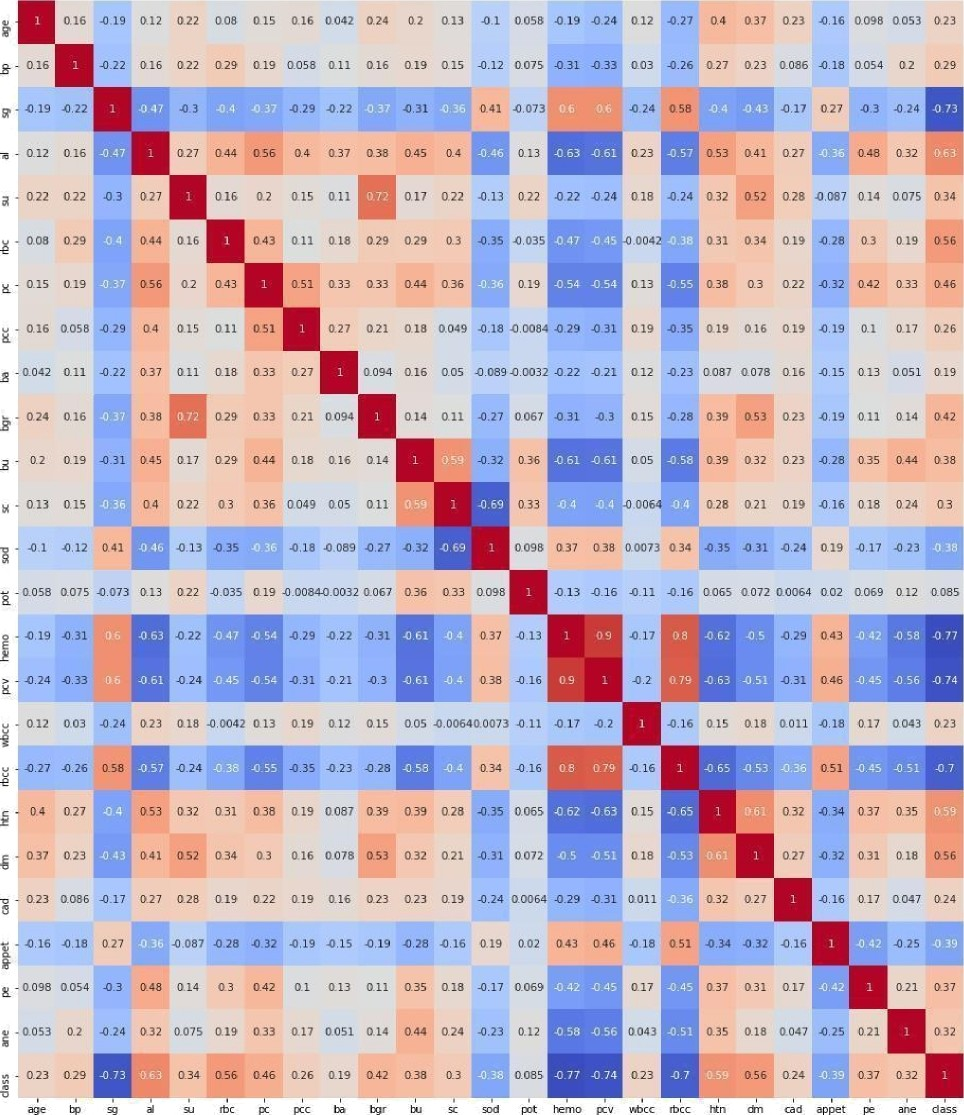 age 1 0.16 -0.19 0.12 0.22 0.08 0.15 0.16 0.042 0.24 0.2 0.13 -0.1 0.058 -0.19 -0.24 0.12 -0.27 0.4 0.37 0.23 -0.16 0.098 0.053 0.23
bp 0.16 1 -0.22 0.16 0.22 0.29 0.19 0.058 0.11 0.16 0.19 0.15 -0.12 0.075 -0.31 -0.33 0.03 -0.26 0.27 0.23 0.086 -0.18 0.054 0.2 0.29
sg -0.19 -0.22 1 -0.47 -0.3 -0.4 -0.37 -0.29 -0.22 -0.37 -0.31 -0.36 0.41 -0.073 0.6 0.6 -0.24 0.58 -0.4 -0.43 -0.17 0.27 -0.3 -0.24 -0.73
al 0.12 0.16 -0.47 1 0.27 0.44 0.56 0.4 0.37 0.38 0.45 0.4 -0.46 0.13 -0.63 -0.61 0.23 -0.57 0.53 0.41 0.27 -0.36 0.48 0.32 0.63
su 0.22 0.22 -0.3 0.27 1 0.16 0.2 0.15 0.11 0.72 0.17 0.22 -0.13 0.22 -0.22 -0.24 0.18 -0.24 0.32 0.52 0.28 -0.087 0.14 0.075 0.34
rbc 0.08 0.29 -0.4 0.44 0.16 1 0.43 0.11 0.18 0.29 0.29 0.3 -0.35 -0.035 -0.47 -0.45 -0.0042 -0.38 0.31 0.34 0.19 -0.28 0.3 0.19 0.56
pc 0.15 0.19 -0.37 0.56 0.2 0.43 1 0.51 0.33 0.33 0.44 0.36 -0.36 0.19 -0.54 -0.54 0.13 -0.55 0.38 0.3 0.22 -0.32 0.42 0.33 0.46
pcc 0.16 0.058 -0.29 0.4 0.15 0.11 0.51 1 0.27 0.21 0.18 0.049 -0.18 -0.0084 -0.29 -0.31 0.19 -0.35 0.19 0.16 0.19 -0.19 0.1 0.17 0.26
ba 0.042 0.11 -0.22 0.37 0.11 0.18 0.33 0.27 1 0.094 0.16 0.05 -0.089 -0.0032 -0.22 -0.21 0.12 -0.23 0.087 0.078 0.16 -0.15 0.13 0.051 0.19
bgr 0.24 0.16 -0.37 0.38 0.72 0.29 0.33 0.21 0.094 1 0.14 0.11 -0.27 0.067 -0.31 -0.3 0.15 -0.28 0.39 0.53 0.23 -0.19 0.11 0.14 0.42
bu 0.2 0.19 -0.31 0.45 0.17 0.29 0.44 0.18 0.16 0.14 1 0.59 -0.32 0.36 -0.61 -0.61 0.05 -0.58 0.39 0.32 0.23 -0.28 0.35 0.44 0.38
sc 0.13 0.15 -0.36 0.4 0.22 0.3 0.36 0.049 0.05 0.11 0.59 1 -0.69 0.33 -0.4 -0.4 -0.0064 -0.4 0.28 0.21 0.19 -0.16 0.18 0.24 0.3
sod -0.1 -0.12 0.41 -0.46 -0.13 -0.35 -0.36 -0.18 -0.089 -0.27 -0.32 -0.69 1 0.098 0.37 0.38 0.0073 0.34 -0.35 -0.31 -0.24 0.19 -0.17 -0.23 -0.38
pot 0.058 0.075 -0.073 0.13 0.22 -0.035 0.19 -0.0084 -0.0032 0.067 0.36 0.33 0.098 1 -0.13 -0.16 -0.11 -0.16 0.065 0.072 0.0064 0.02 0.069 0.12 0.085
hemo -0.19 -0.31 0.6 -0.63 -0.22 -0.47 -0.54 -0.29 -0.22 -0.31 -0.61 -0.4 0.37 -0.13 1 0.9 -0.17 0.8 -0.62 -0.5 -0.29 0.43 -0.42 -0.58 -0.77
pcv -0.24 -0.33 0.6 -0.61 -0.24 -0.45 -0.54 -0.31 -0.21 -0.3 -0.61 -0.4 0.38 -0.16 0.9 1 -0.2 0.79 -0.63 -0.51 -0.31 0.46 -0.45 -0.56 -0.74
wbcc 0.12 0.03 -0.24 0.23 0.18 -0.0042 0.13 0.19 0.12 0.15 0.05 -0.0064 0.0073 -0.11 -0.17 -0.2 1 -0.16 0.15 0.18 0.011 -0.18 0.17 0.043 0.23
rbcc -0.27 -0.26 0.58 -0.57 -0.24 -0.38 -0.55 -0.35 -0.23 -0.28 -0.58 -0.4 0.34 -0.16 0.8 0.79 -0.16 1 -0.65 -0.53 -0.36 0.51 -0.45 -0.51 -0.7
htn 0.4 0.27 -0.4 0.53 0.32 0.31 0.38 0.19 0.087 0.39 0.39 0.28 -0.35 0.065 -0.62 -0.63 0.15 -0.65 1 0.61 0.32 -0.34 0.37 0.35 0.59
dm 0.37 0.23 -0.43 0.41 0.52 0.34 0.3 0.16 0.078 0.53 0.32 0.21 -0.31 0.072 -0.5 -0.51 0.18 -0.53 0.61 1 0.27 -0.32 0.31 0.18 0.56
cad 0.23 0.086 -0.17 0.27 0.28 0.19 0.22 0.19 0.16 0.23 0.23 0.19 -0.24 0.0064 -0.29 -0.31 0.011 -0.36 0.32 0.27 1 -0.16 0.17 0.047 0.24
appet -0.16 -0.18 0.27 -0.36 -0.087 -0.28 -0.32 -0.19 -0.15 -0.19 -0.28 -0.16 0.19 0.02 0.43 0.46 -0.18 0.51 -0.34 -0.32 -0.16 1 -0.42 -0.25 -0.39
pe 0.098 0.054 -0.3 0.48 0.14 0.3 0.42 0.1 0.13 0.11 0.35 0.18 -0.17 0.069 -0.42 -0.45 0.17 -0.45 0.37 0.31 0.17 -0.42 1 0.21 0.37
ane 0.053 0.2 -0.24 0.32 0.075 0.19 0.33 0.17 0.051 0.14 0.44 0.24 -0.23 0.12 -0.58 -0.56 0.043 -0.51 0.35 0.18 0.047 -0.25 0.21 1 0.32
class 0.23 0.29 -0.73 0.63 0.34 0.56 0.46 0.26 0.19 0.42 0.38 0.3 -0.38 0.085 -0.77 -0.74 0.23 -0.7 0.59 0.56 0.24 -0.39 0.37 0.32 1
age bp sg al su rbc pc pcc ba bgr bu sc sod pot hemo pcv wbcc rbcc htn dm cad appet pe ane class